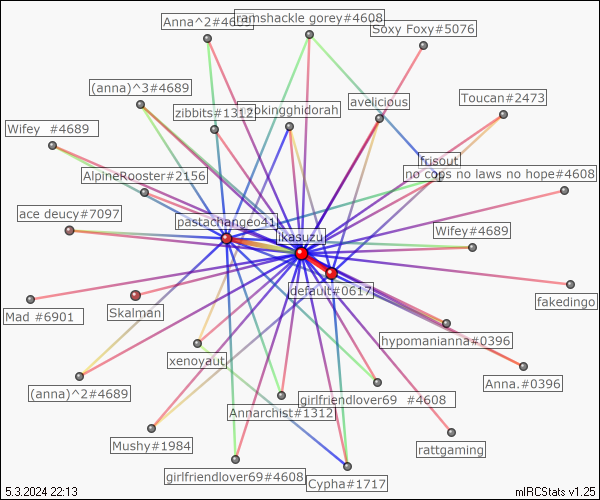 Anna^2#4689
ramshackle gorey#4608
Soxy Foxy#5076
(anna)^3#4689
zibbits#1312
avelicious
Toucan#2473
Wifey #4689
frisout
AlpineRooster#2156
no cops no laws no hope#4608
ace deucy#7097
pastachangeo41
ikasuzu
Wifey#4689
default#0617
fakedingo
Mad #6901
Skalman
hypomanianna#0396
xenoyaut
Anna.#0396
(anna)^2#4689
girlfriendlover69 #4608
Annarchist#1312
Mushy#1984
rattgaming
girlfriendlover69#4608
Cypha#1717
5.3.2024 22:13
mIRCStats v1.25